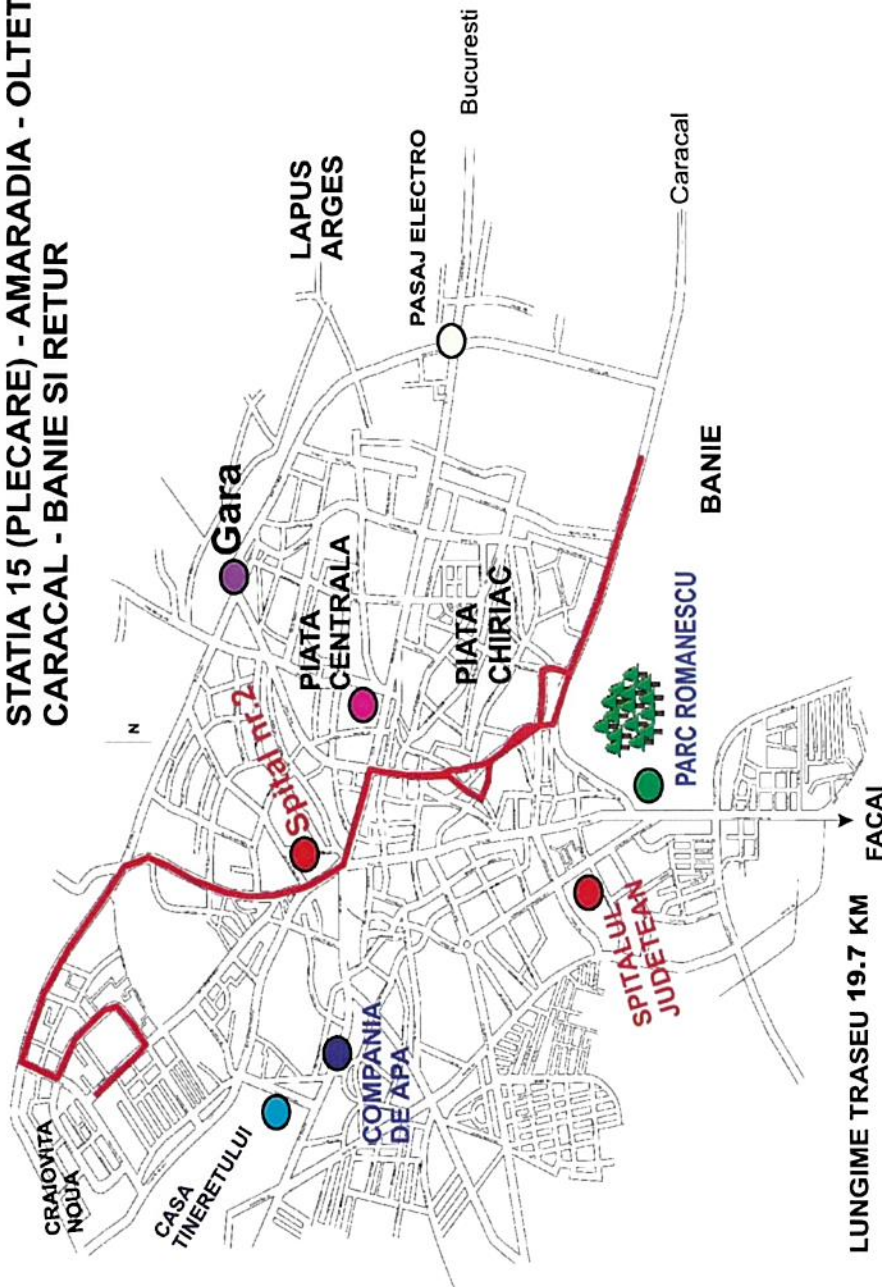 STATIA 15 (PLECARE) - AMARADIA - OLTET
CARACAL - BANIE SI RETUR
N
Gara
LAPUS
ARGES
PASAJ ELECTRO
Bucuresti
Caracal
CRAIOVITA
NOUA
CASA
TINERETULUI
COMPANIA
DE APA
Spital nr.2
PIATA
CENTRALA
PIATA
CHIRIAC
BANIE
PARC ROMANESCU
SPITALUL
JUDETEAN
FACAI
LUNGIME TRASEU 19.7 KM